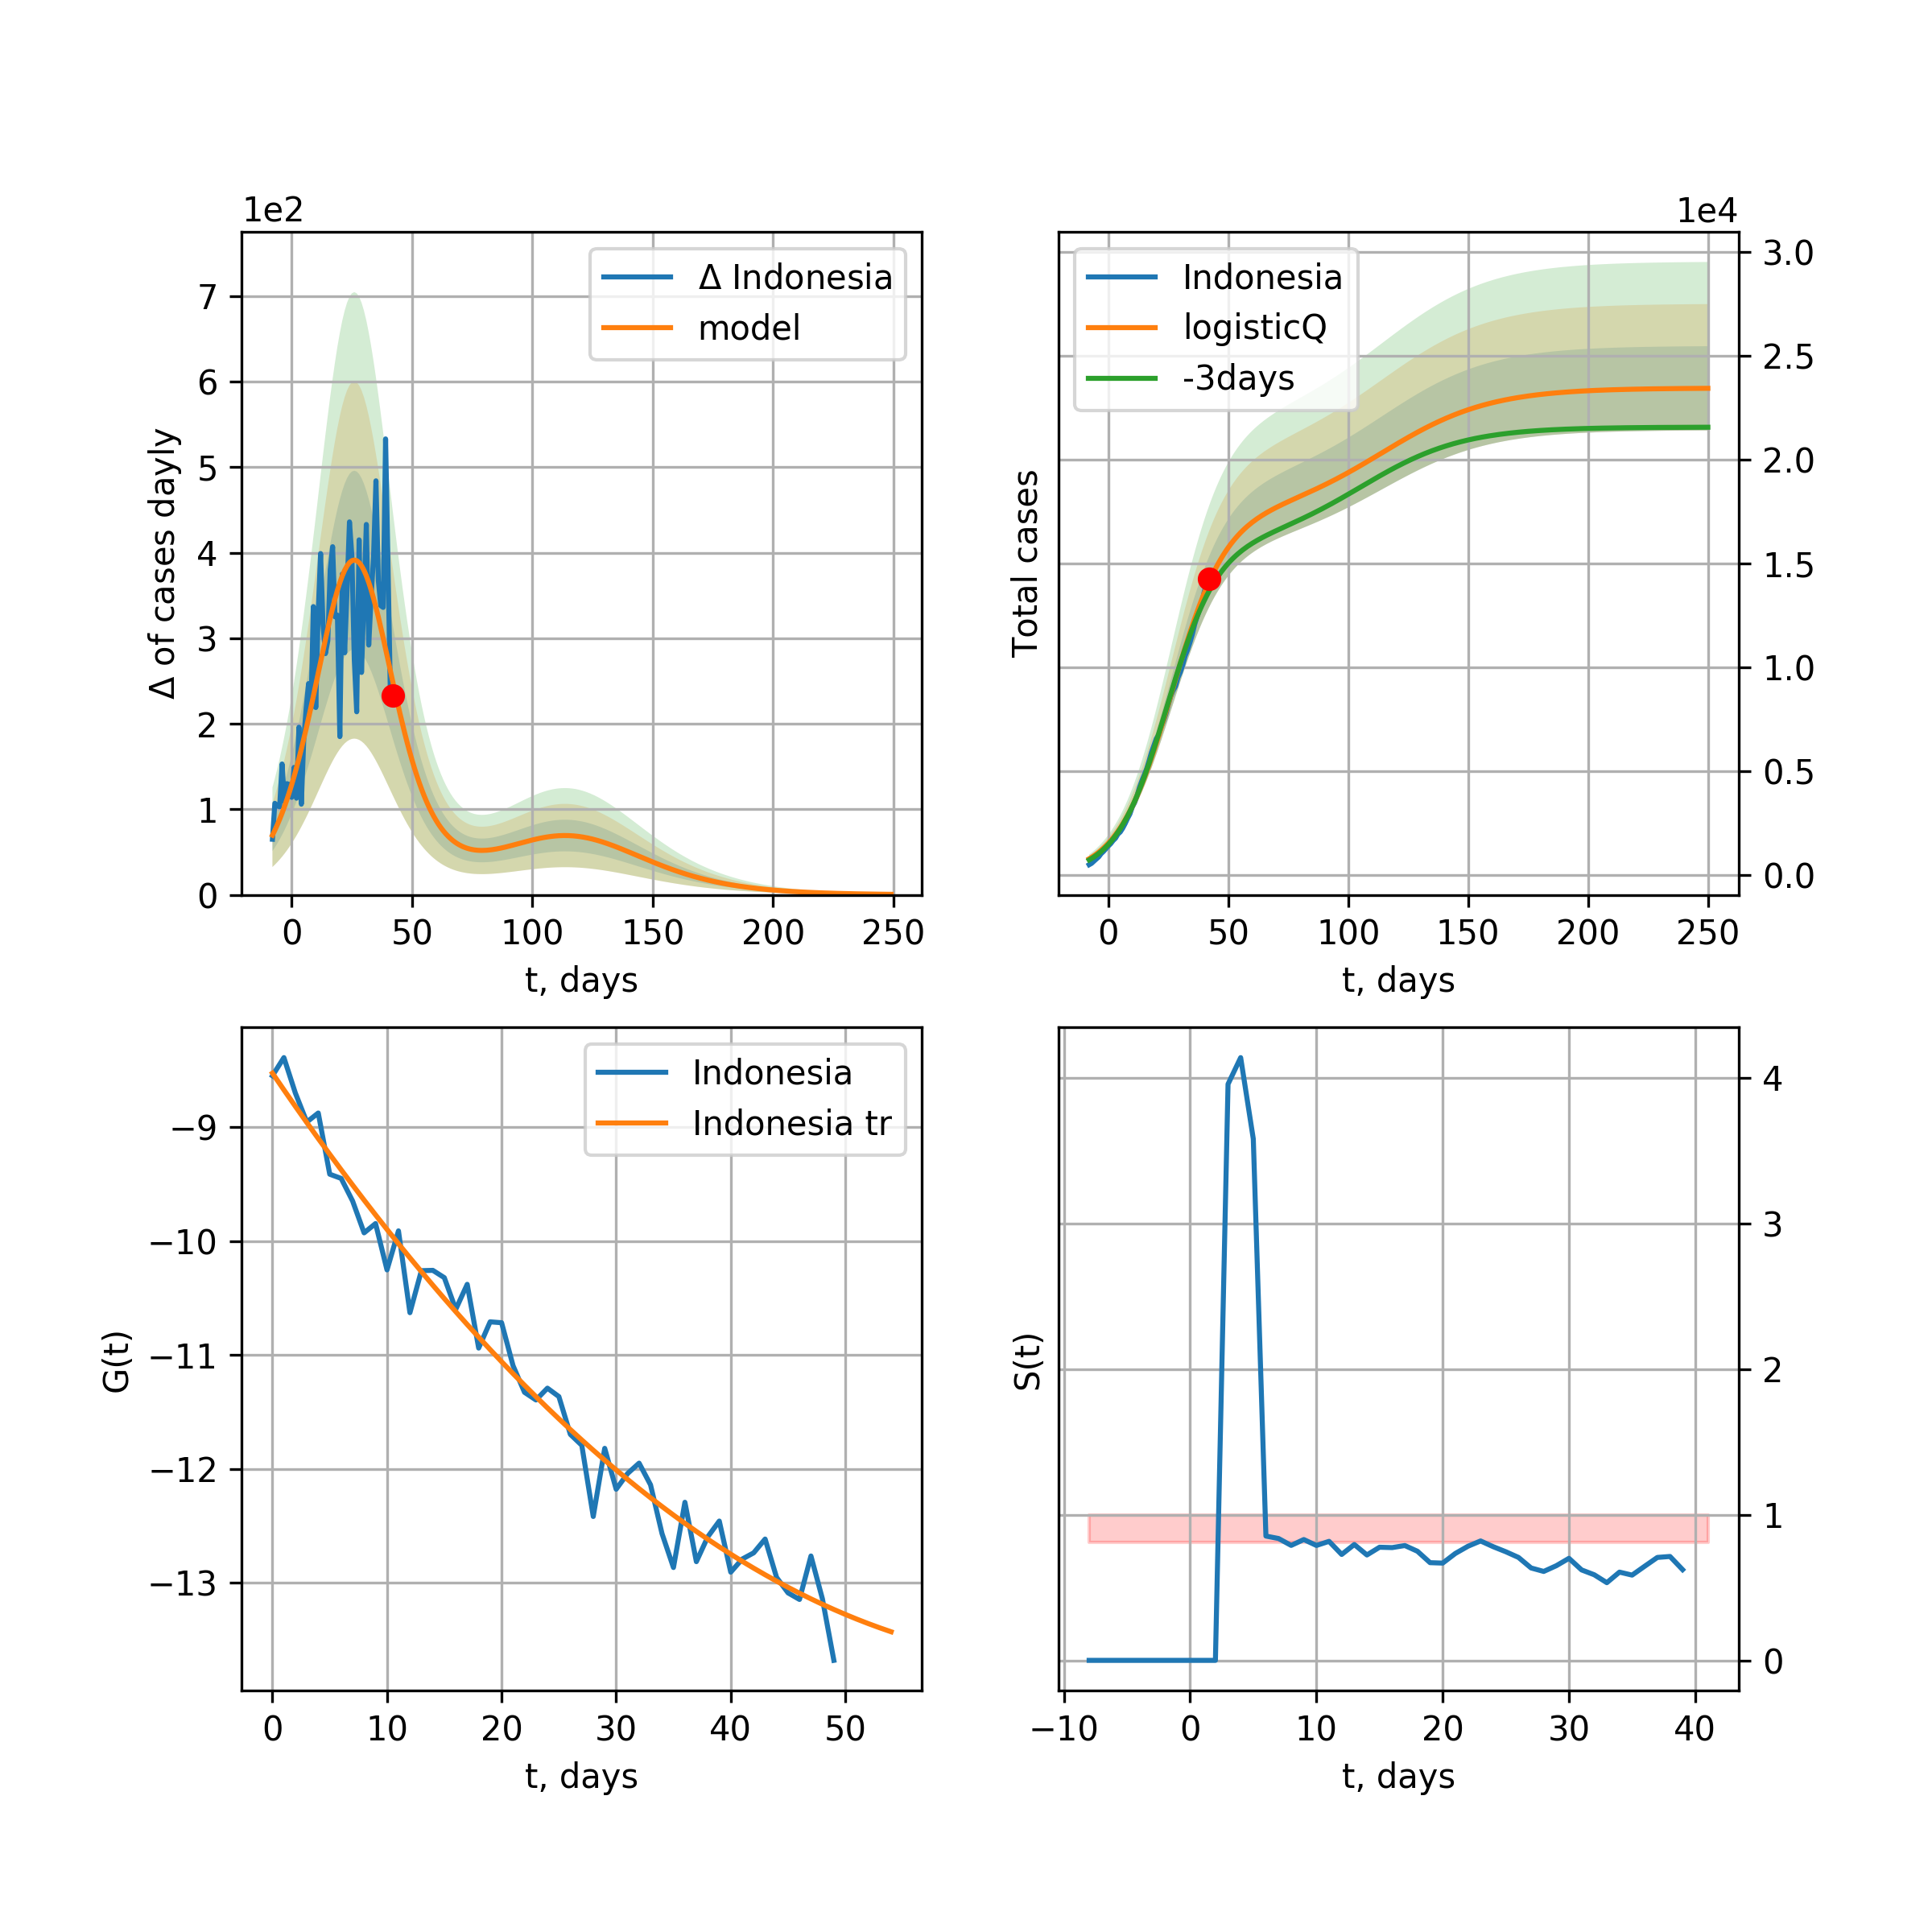 1e2
Δ of cases dayly
7
6
5
4
3
2
1
0
Δ Indonesia
model
0 50 100 150 200 250
t, days
1e4
Total cases
Indonesia
logisticQ
-3days
3.0
2.5
2.0
1.5
1.0
0.5
0.0
0 50 100 150 200 250
t, days
G(t)
−9
−10
−11
−12
−13
Indonesia
Indonesia tr
0 10 20 30 40 50
t, days
S(t)
4
3
2
1
0
−10 0 10 20 30 40
t, days